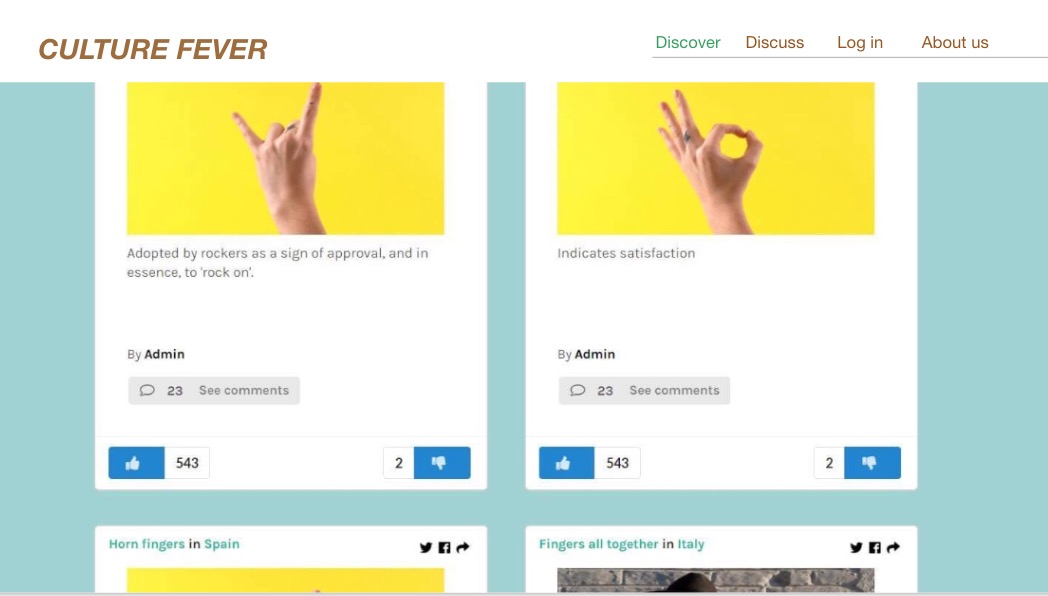 CULTURE FEVER
Discover Discuss Log in About us
Adopted by rockers as a sign of approval, and in
essence, to 'rock on'.
By Admin
23 See comments
543 2
Indicates satisfaction
By Admin
23 See comments
543 2
Horn fingers in Spain
Fingers all together in Italy